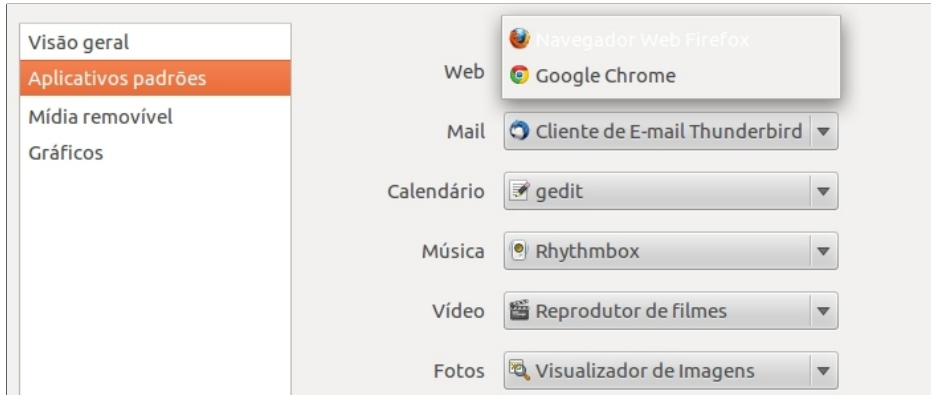 Visão geral
Aplicativos padrões
Mídia removível
Gráficos
Navegador Web Firefox
Web
Google Chrome
Mail
Cliente de E-mail Thunderbird
Calendário
gedit
Música
Rhythmbox
Vídeo
Reprodutor de filmes
Fotos
Visualizador de Imagens